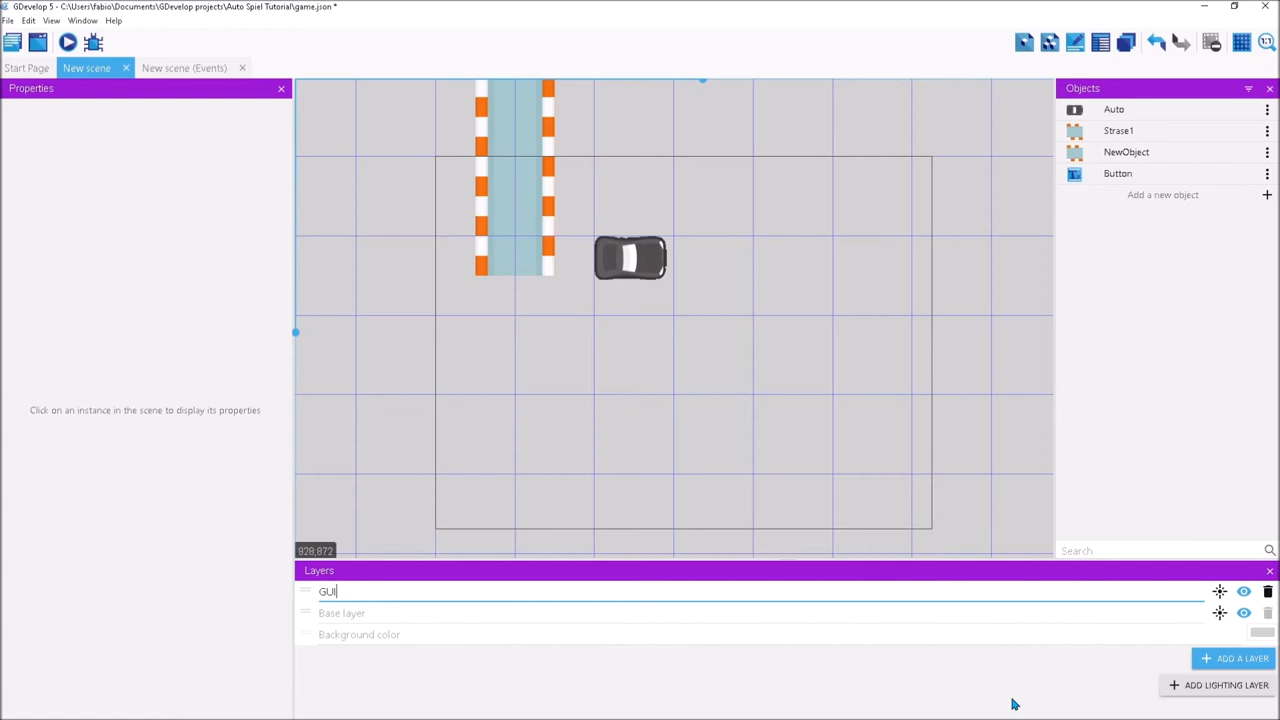 GDevelop 5 - C:\Users\fabio\Documents\GDevelop projects\Auto Spiel Tutorial\game.json *
File Edit View Window Help
Start Page New scene × New scene (Events) ×
Properties
Objects
Auto
Strase1
NewObject
Button
Add a new object
Click on an instance in the scene to display its properties
928;872
Search
Layers
GUI
Base layer
Background color
ADD A LAYER
ADD LIGHTING LAYER